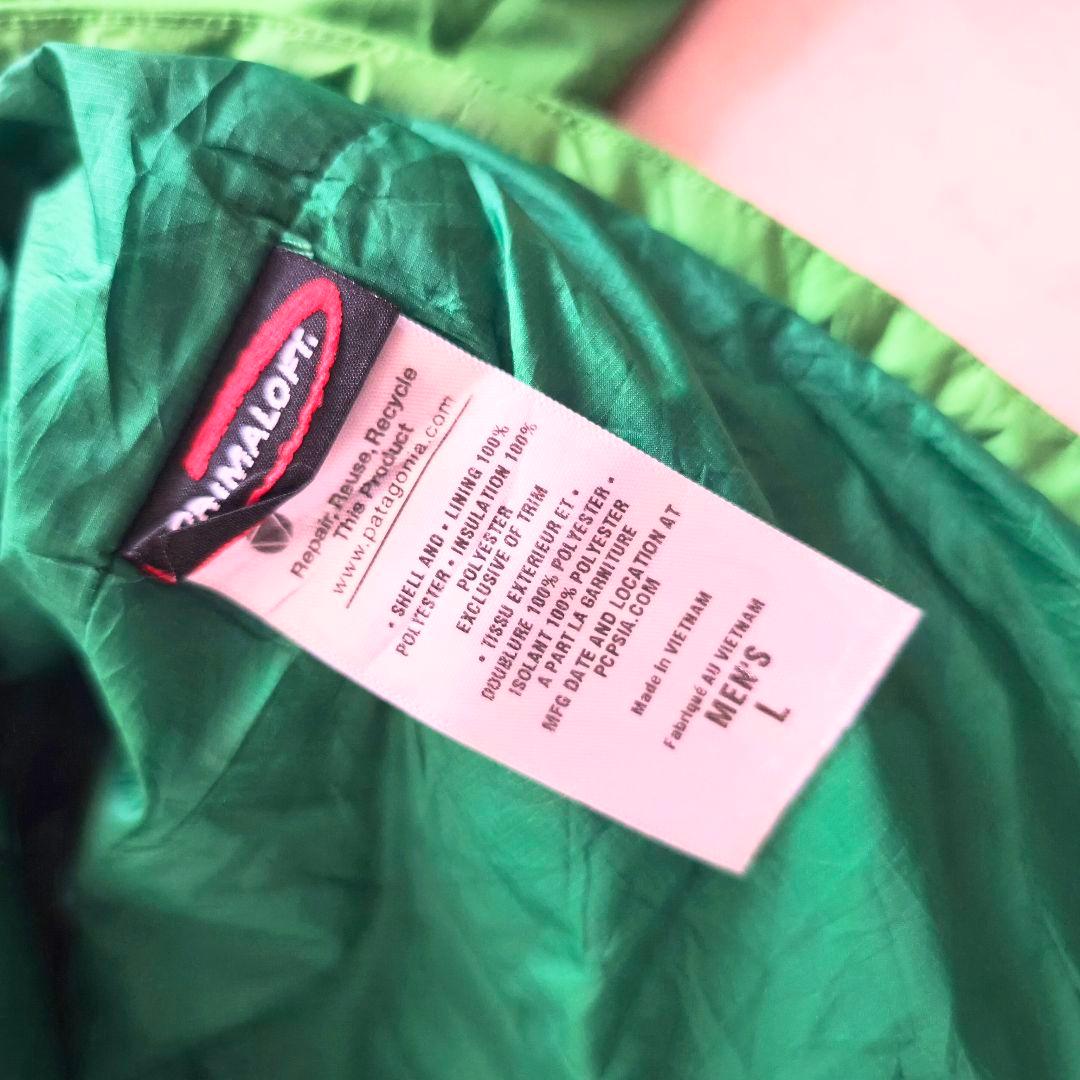 PRIMALOFT.
Repair, Reuse, Recycle
This Product
www.patagonia.com
• SHELL AND • LINING 100%
POLYESTER • INSULATION 100%
POLYESTER
EXCLUSIVE OF TRIM
• TISSU EXTERIEUR ET •
DOUBLURE 100% POLYESTER •
ISOLANT 100% POLYESTER
A PART LA GARNITURE
MFG DATE AND LOCATION AT
PCPSIA.COM
Made in VIETNAM
Fabriqué AU VIETNAM
MEN'S
L